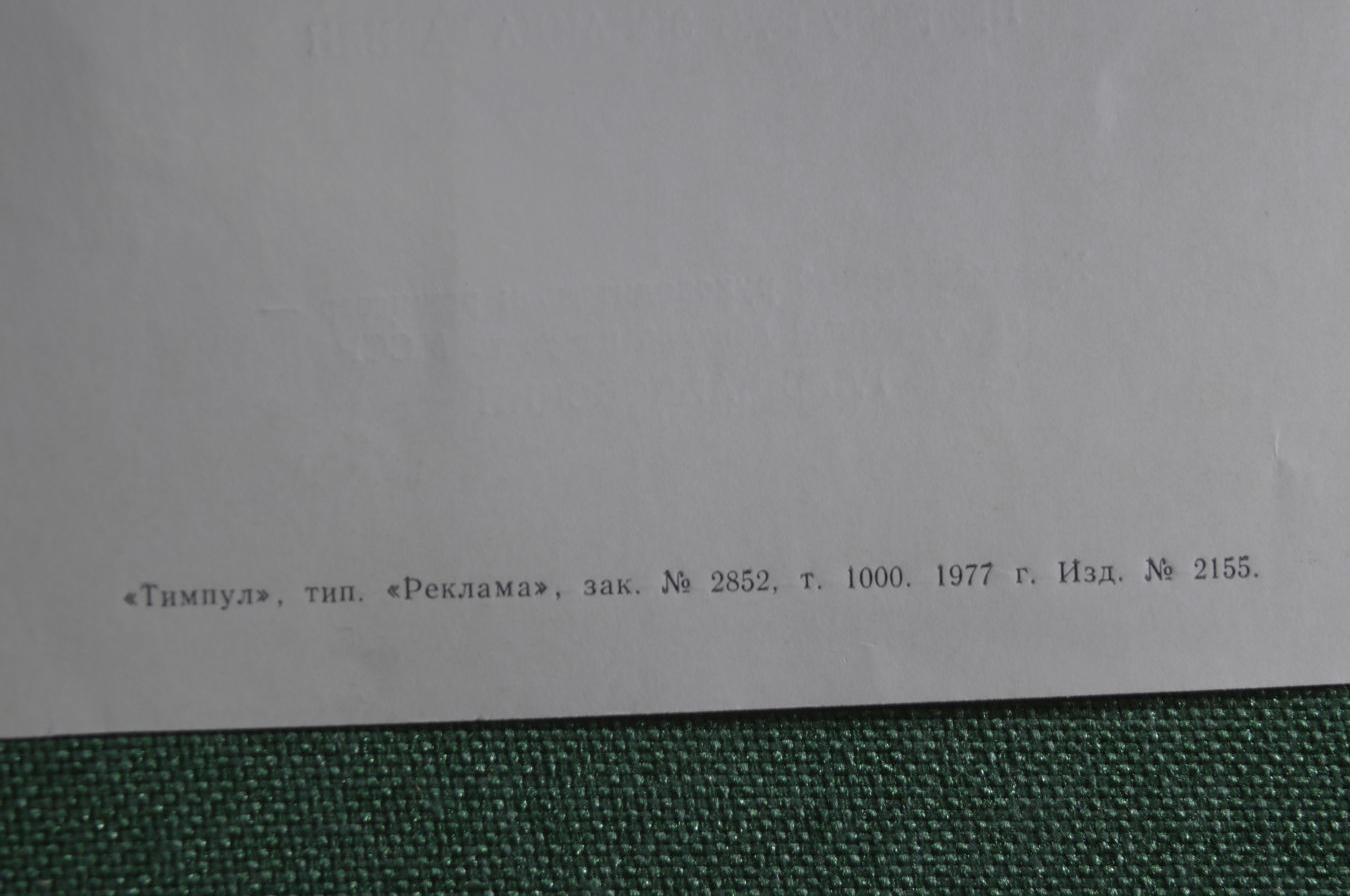 «Тимпул», тип. «Реклама», зак. № 2852, т. 1000. 1977 г. Изд. № 2155.